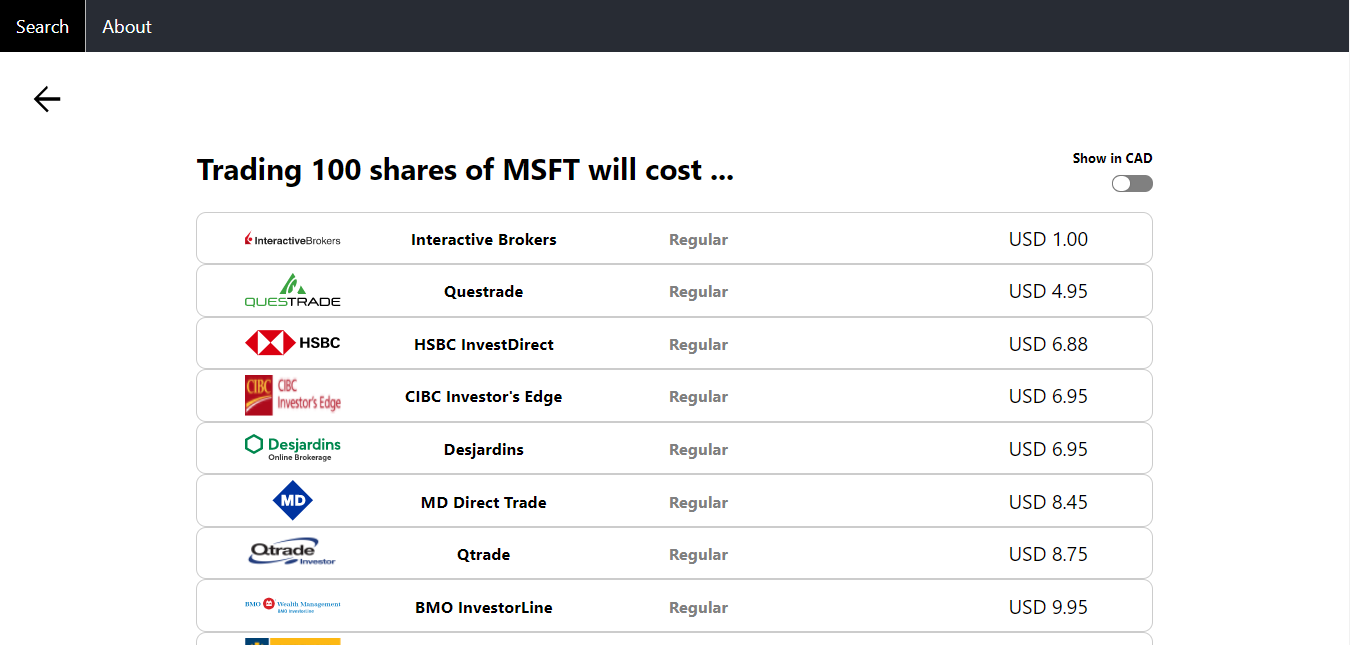 Search About
Trading 100 shares of MSFT will cost ...
Show in CAD
InteractiveBrokers Interactive Brokers Regular USD 1.00
QUESTRADE Questrade Regular USD 4.95
HSBC HSBC InvestDirect Regular USD 6.88
CIBC CIBC Investor's Edge CIBC Investor's Edge Regular USD 6.95
Desjardins Online Brokerage Desjardins Regular USD 6.95
MD MD Direct Trade Regular USD 8.45
Qtrade Investor Qtrade Regular USD 8.75
BMO Wealth Management BMO InvestorLine BMO InvestorLine Regular USD 9.95